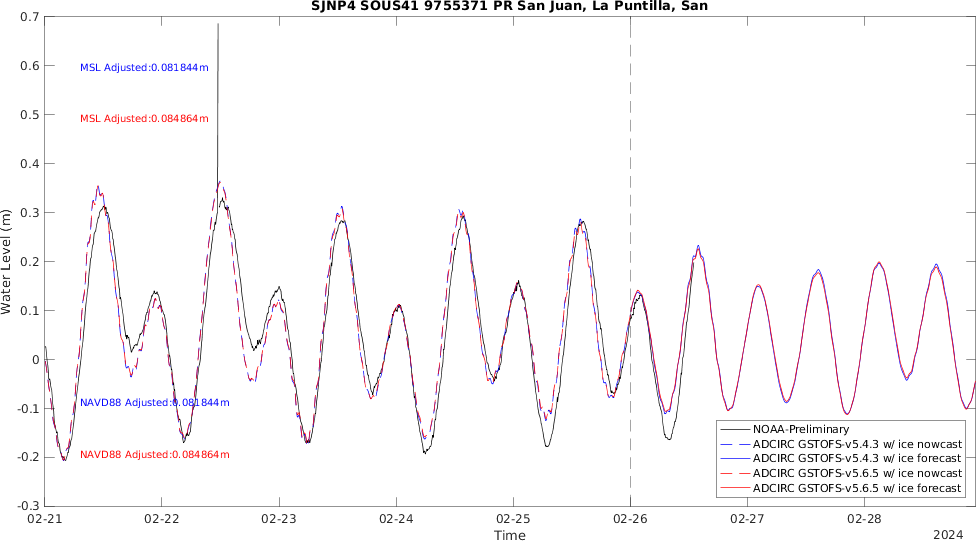 SJNP4 SOUS41 9755371 PR San Juan, La Puntilla, San
0.7
0.6
0.5
0.4
0.3
0.2
0.1
0
-0.1
-0.2
-0.3
Water Level (m)
MSL Adjusted:0.081844m
MSL Adjusted:0.084864m
NAVD88 Adjusted:0.081844m
NAVD88 Adjusted:0.084864m
NOAA-Preliminary
ADCIRC GSTOFS-v5.4.3 w/ ice nowcast
ADCIRC GSTOFS-v5.4.3 w/ ice forecast
ADCIRC GSTOFS-v5.6.5 w/ ice nowcast
ADCIRC GSTOFS-v5.6.5 w/ ice forecast
02-21 02-22 02-23 02-24 02-25 02-26 02-27 02-28
Time
2024